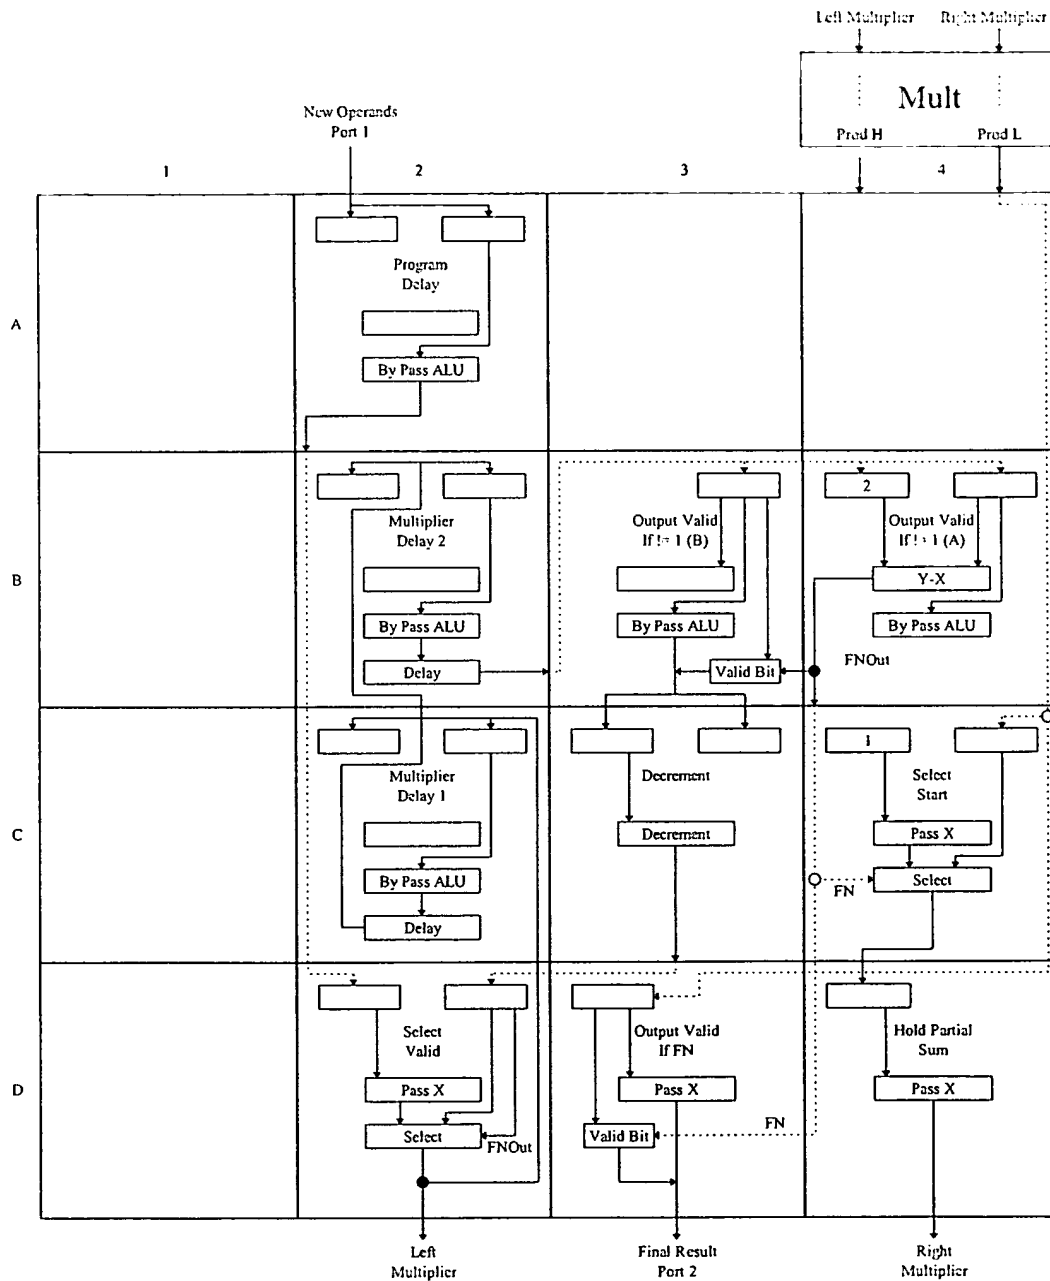 Left Multiplier Right Multiplier
Mult
New Operands
Port 1
Prod H Prod L
1 2 3 4
A
Program
Delay
By Pass ALU
B
Multiplier
Delay 2
By Pass ALU
Delay
Output Valid
If != 1 (B)
By Pass ALU
Valid Bit
2
Output Valid
If != 1 (A)
Y-X
By Pass ALU
FNOut
C
Multiplier
Delay 1
By Pass ALU
Delay
Decrement
Decrement
1
Select
Start
Pass X
Select
FN
D
Select
Valid
Pass X
Select
FNOut
Output Valid
If FN
Pass X
Valid Bit
FN
Hold Partial
Sum
Pass X
Left
Multiplier
Final Result
Port 2
Right
Multiplier